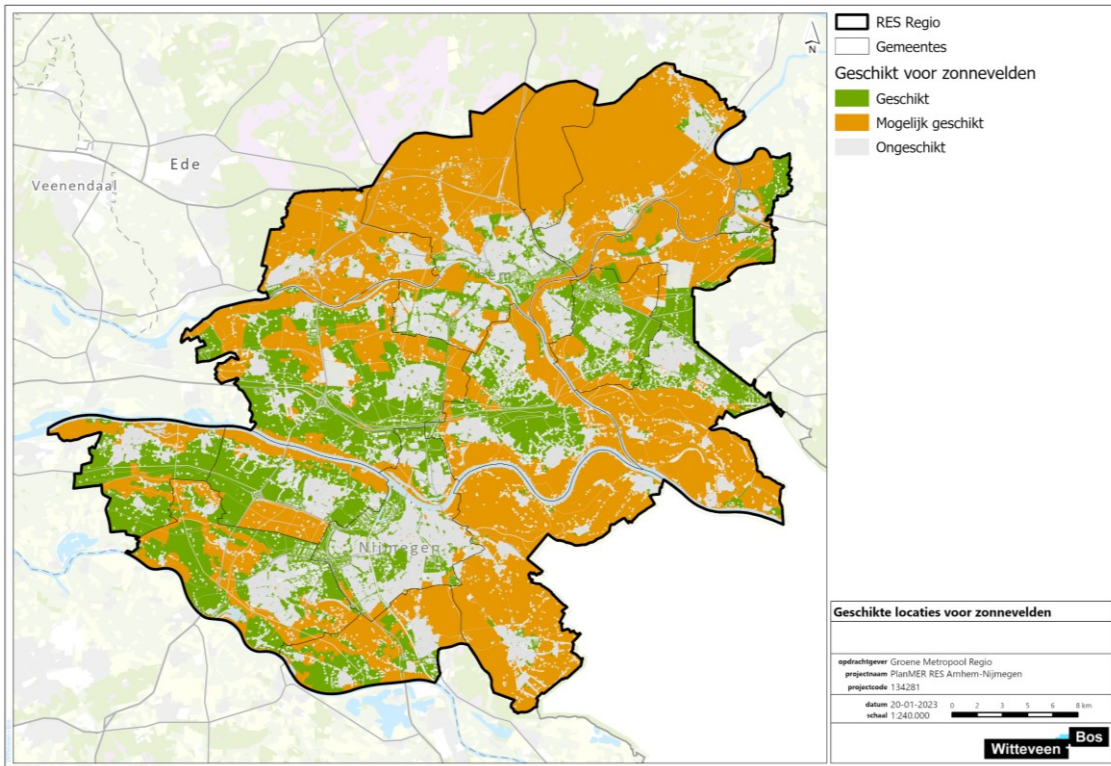 RES Regio
Gemeentes
Geschikt voor zonnevelden
Geschikt
Mogelijk geschikt
Ongeschikt
N
Ede
Veenendaal
Nijmegen
Geschikte locaties voor zonnevelden
opdrachtgever Groene Metropool Regio
projectnaam PlanMER RES Arnhem-Nijmegen
projectcode 134281
datum 20-01-2023
schaal 1:240.000
0 2 3 5 6 8 km
Witteveen + Bos